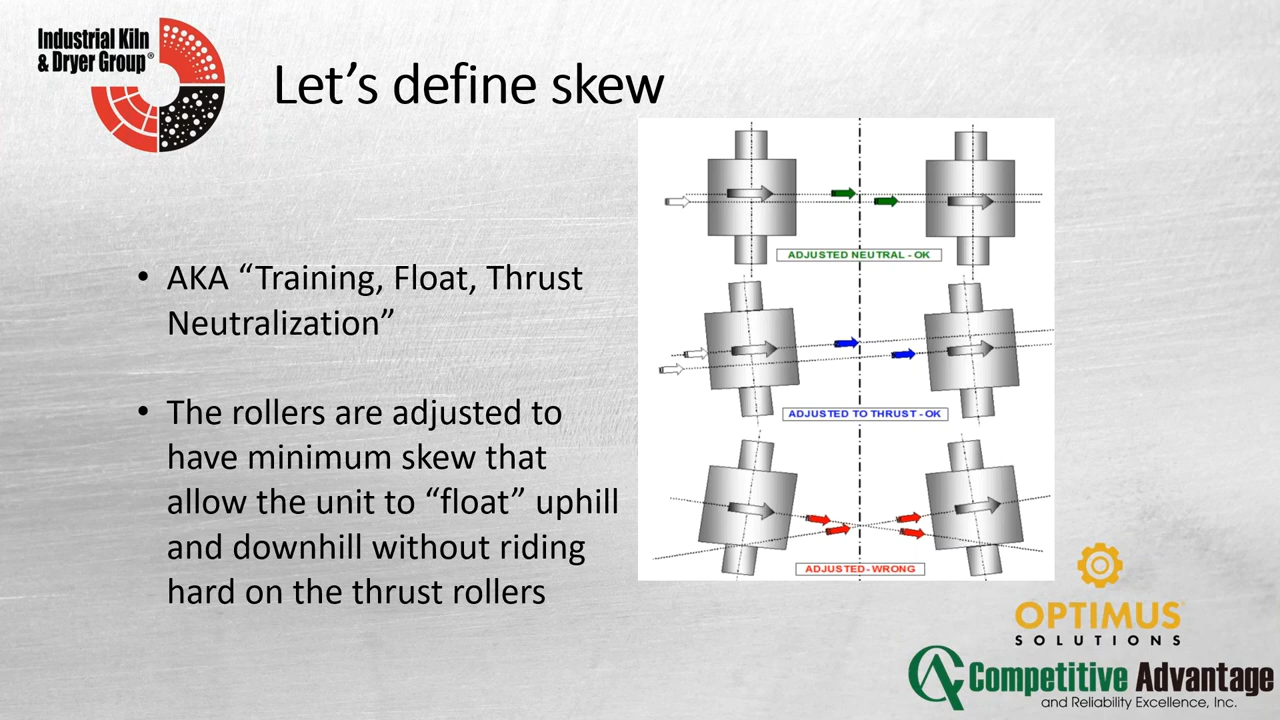 Industrial Kiln
& Dryer Group®
Let’s define skew
• AKA “Training, Float, Thrust
Neutralization”
• The rollers are adjusted to
have minimum skew that
allow the unit to “float” uphill
and downhill without riding
hard on the thrust rollers
ADJUSTED NEUTRAL - OK
ADJUSTED TO THRUST - OK
ADJUSTED - WRONG
OPTIMUS
SOLUTIONS
Competitive Advantage
and Reliability Excellence, Inc.